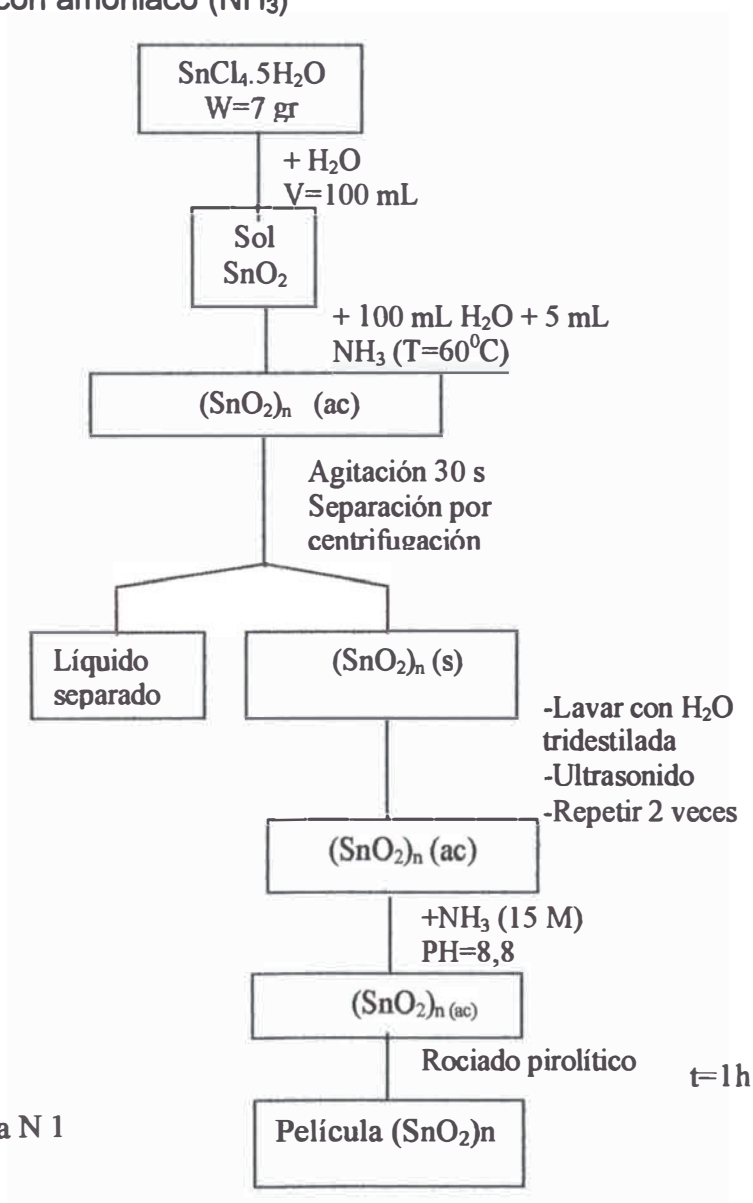 con amoníaco (NH₃)
SnCl₄.5H₂O
W=7 gr
+ H₂O
V=100 mL
Sol
SnO₂
+ 100 mL H₂O + 5 mL
NH₃ (T=60⁰C)
(SnO₂)ₙ (ac)
Agitación 30 s
Separación por
centrifugación
Líquido
separado
(SnO₂)ₙ (s)
-Lavar con H₂O
tridestilada
-Ultrasonido
-Repetir 2 veces
(SnO₂)ₙ (ac)
+NH₃ (15 M)
PH=8,8
(SnO₂)ₙ (ac)
Rociado pirolítico
t=1h
Película (SnO₂)n
a N 1